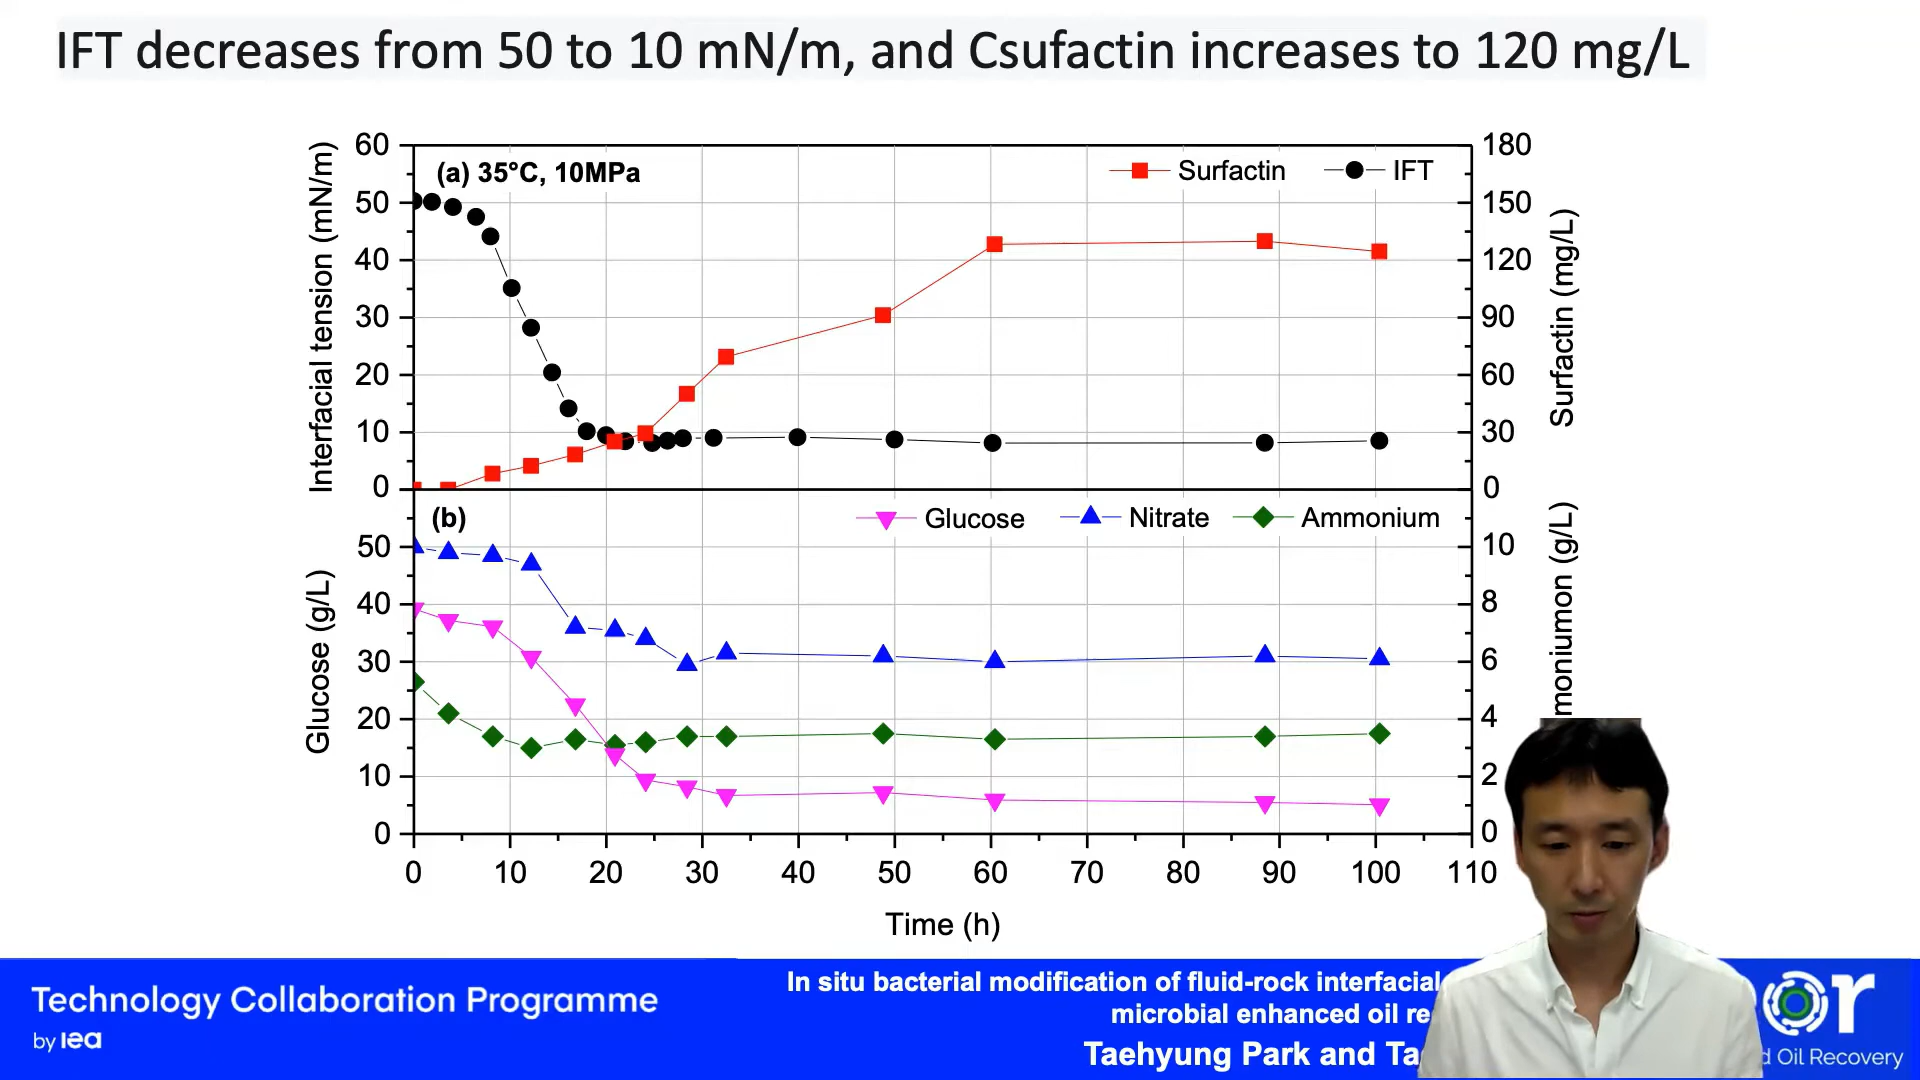 IFT decreases from 50 to 10 mN/m, and Csufactin increases to 120 mg/L
(a) 35°C, 10MPa
Surfactin
IFT
Interfacial tension (mN/m)
60
50
40
30
20
10
0
180
150
120
90
60
30
0
Surfactin (mg/L)
(b)
Glucose
Nitrate
Ammonium
Glucose (g/L)
50
40
30
20
10
0
10
8
6
4
2
0
moniumon (g/L)
0 10 20 30 40 50 60 70 80 90 100 110
Time (h)
Technology Collaboration Programme
by iea
In situ bacterial modification of fluid-rock interfacial
microbial enhanced oil
Taehyung Park and
Oil Recovery